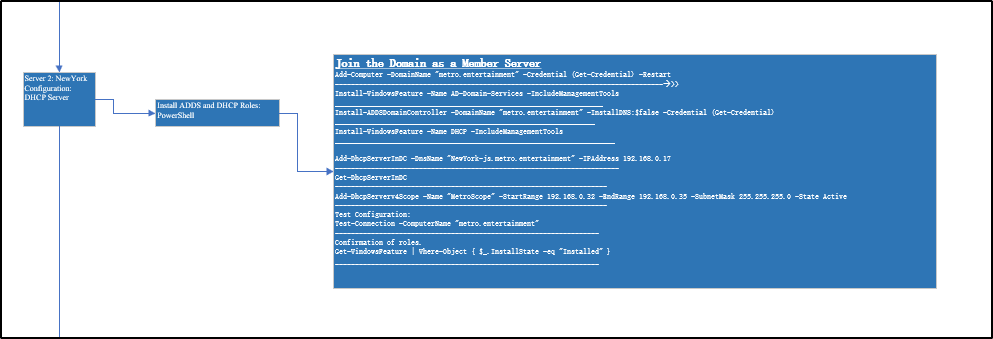 Server 2: NewYork
Configuration:
DHCP Server
Install ADDS and DHCP Roles:
PowerShell
Join the Domain as a Member Server
Add-Computer -DomainName "metro.entertainment" -Credential (Get-Credential) -Restart
---------------------------------------------------------------------------------→>>
Install-WindowsFeature -Name AD-Domain-Services -IncludeManagementTools
Install-ADDSDomainController -DomainName "metro.entertainment" -InstallDNS:$false -Credential (Get-Credential)
Install-WindowsFeature -Name DHCP -IncludeManagementTools
Add-DhcpServerInDC -DnsName "NewYork-js.metro.entertainment" -IPAddress 192.168.0.17
Get-DhcpServerInDC
Add-DhcpServerv4Scope -Name "MetroScope" -StartRange 192.168.0.32 -EndRange 192.168.0.35 -SubnetMask 255.255.255.0 -State Active
Test Configuration:
Test-Connection -ComputerName "metro.entertainment"
Confirmation of roles.
Get-WindowsFeature | Where-Object { $_.InstallState -eq "Installed" }